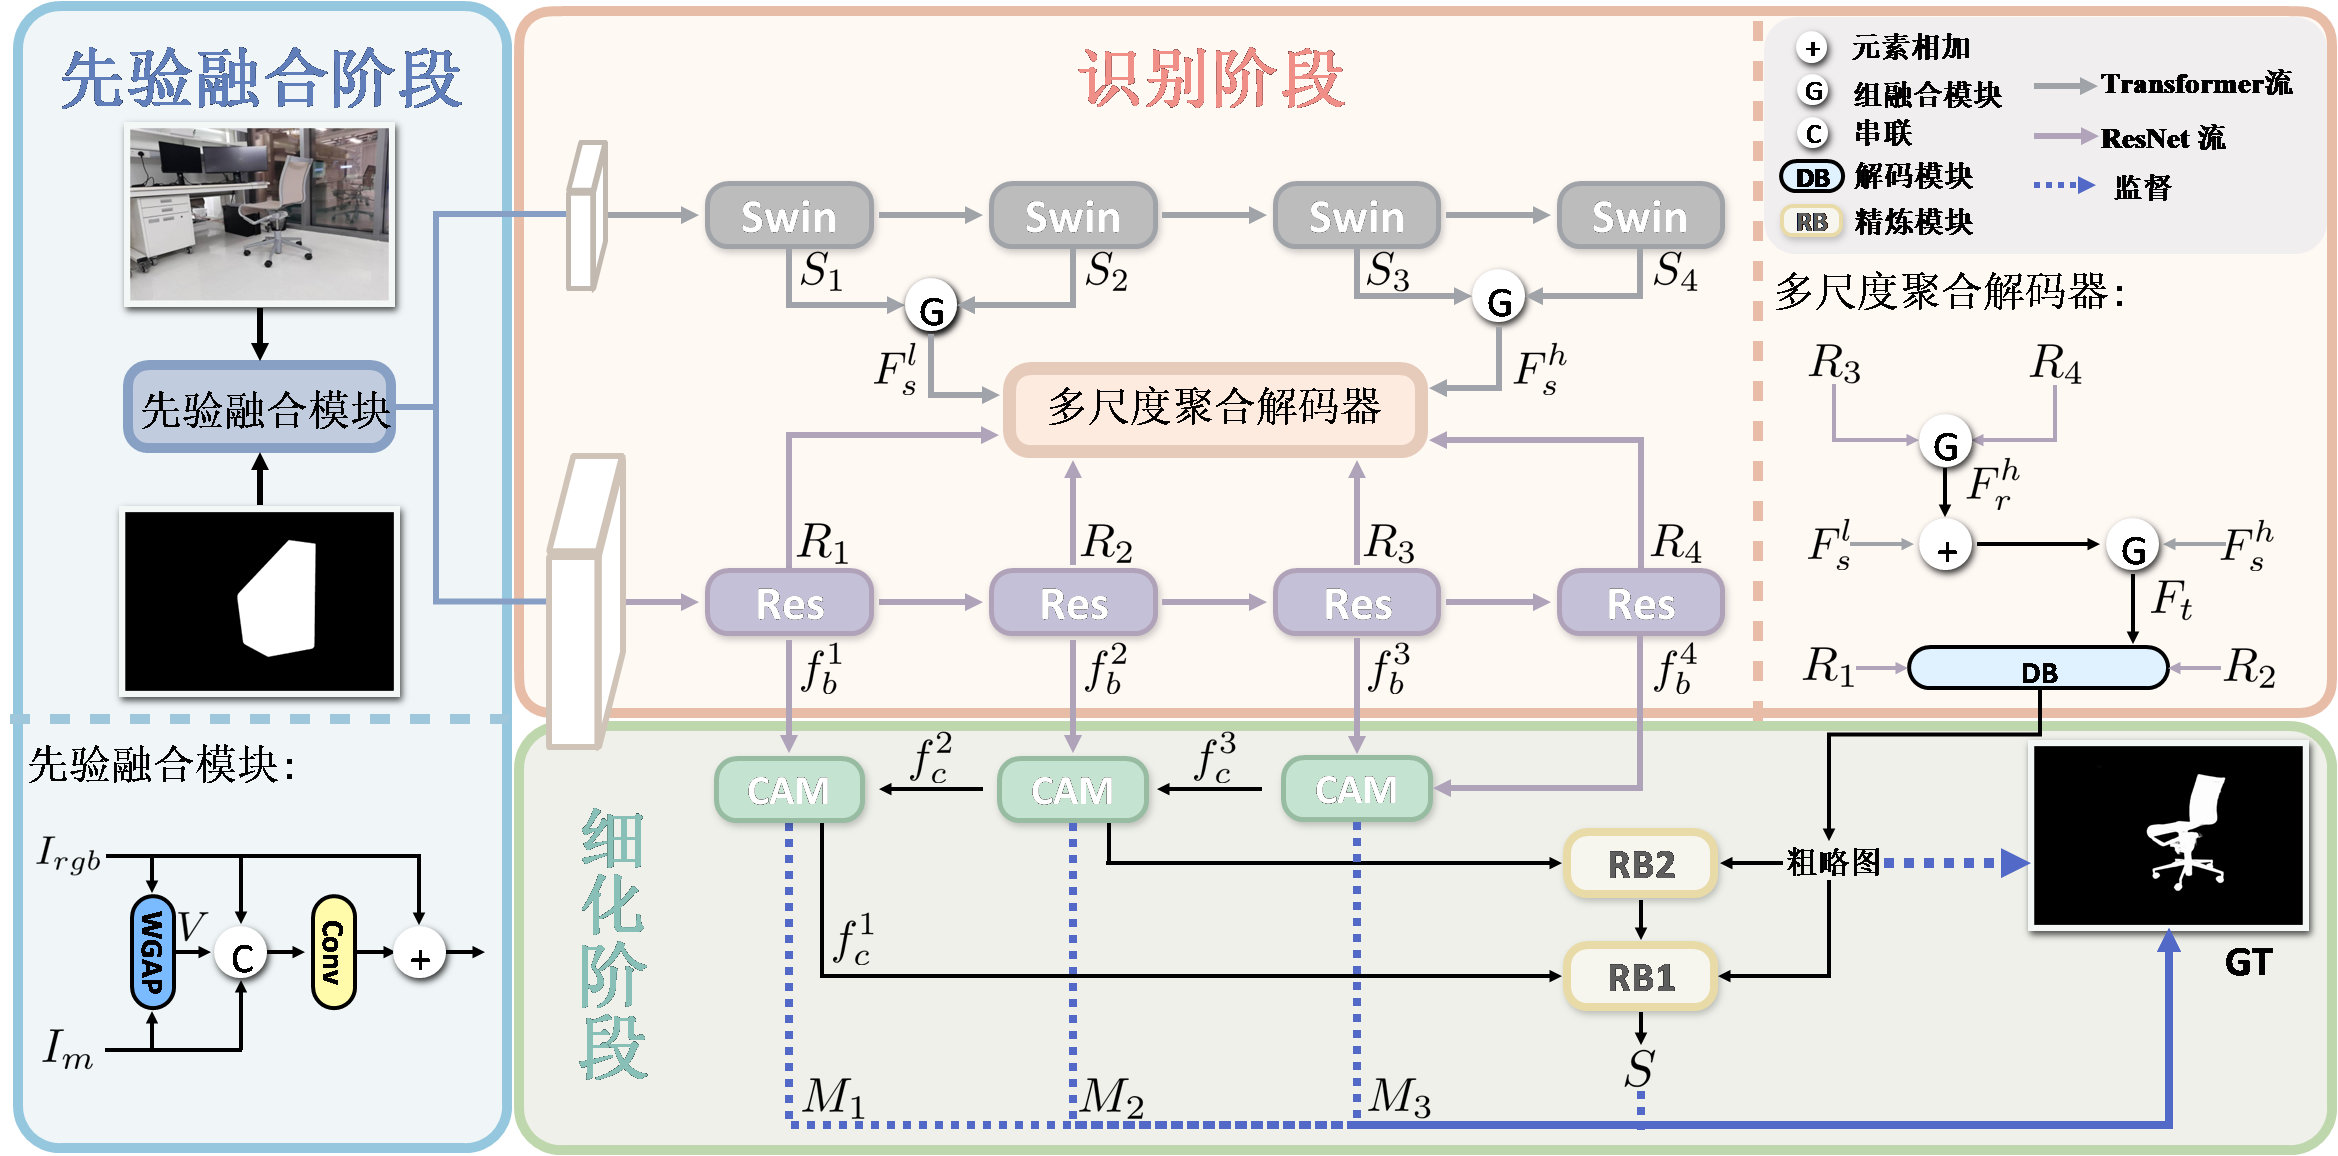 先验融合阶段
先验融合模块
先验融合模块:
I_{rgb}
WGAP
V
C
Conv
+
I_m
识别阶段
Swin
Swin
Swin
Swin
S_1
S_2
S_3
S_4
G
G
F_s^l
F_s^h
多尺度聚合解码器
R_1
R_2
R_3
R_4
Res
Res
Res
Res
f_b^1
f_b^2
f_b^3
f_b^4
+ 元素相加
G 组融合模块
C 串联
DB 解码模块
RB 精炼模块
Transformer流
ResNet 流
监督
多尺度聚合解码器:
R_3
R_4
G
F_r^h
F_s^l
+
G
F_s^h
F_t
R_1
DB
R_2
细化阶段
CAM
f_c^2
CAM
f_c^3
CAM
RB2
粗略图
f_c^1
RB1
GT
S
M_1
M_2
M_3